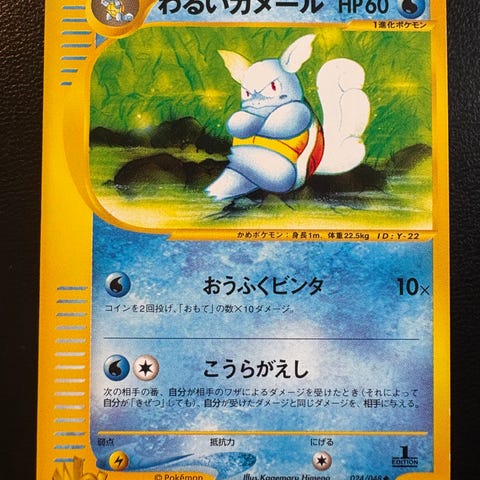 わるいカメール HP60
1進化ポケモン
かめポケモン：身長1m、体重22.5kg ID:Y-22
おうふくビンタ 10×
コインを2回投げ、「おもて」の数×10ダメージ。
こうらがえし
次の相手の番、自分が相手のワザによるダメージを受けたとき（それによって
自分が「きぜつ」しても）、自分が受けたダメージと同じダメージを、相手に与える。
弱点 抵抗力 にげる
1
EDITION
©Pokémon Illus.Kagemaru Himeno 024/048